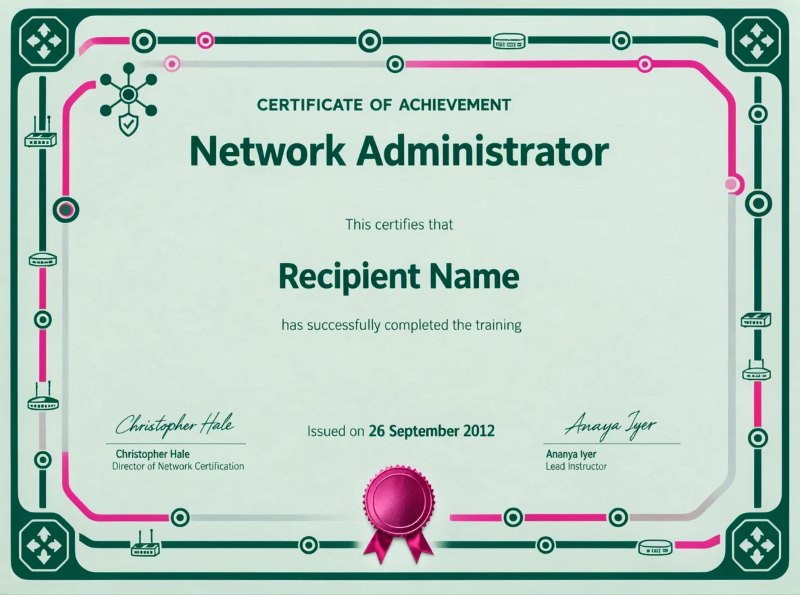 CERTIFICATE OF ACHIEVEMENT
Network Administrator
This certifies that
Recipient Name
has successfully completed the training
Christopher Hale
Issued on 26 September 2012
Anaya Iyer
Christopher Hale
Director of Network Certification
Ananya Iyer
Lead Instructor